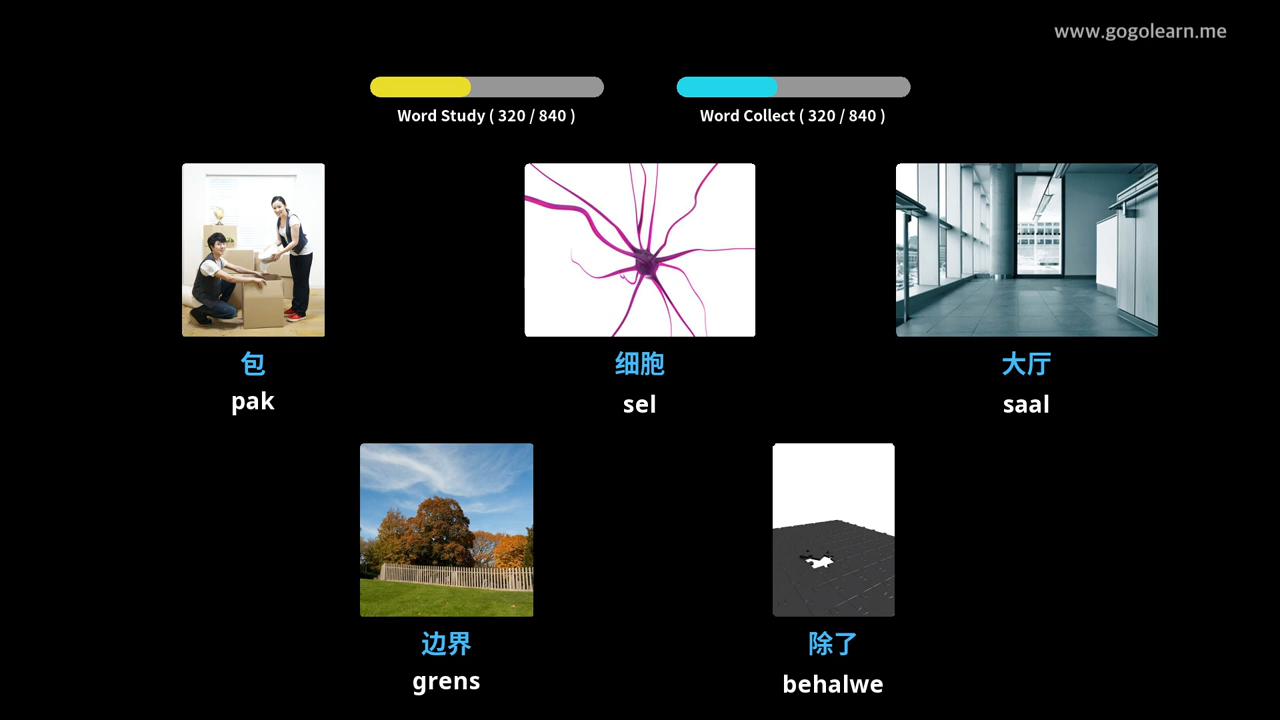 www.gogolearn.me
Word Study ( 320 / 840 )
Word Collect ( 320 / 840 )
包
pak
细胞
sel
大厅
saal
边界
grens
除了
behalwe